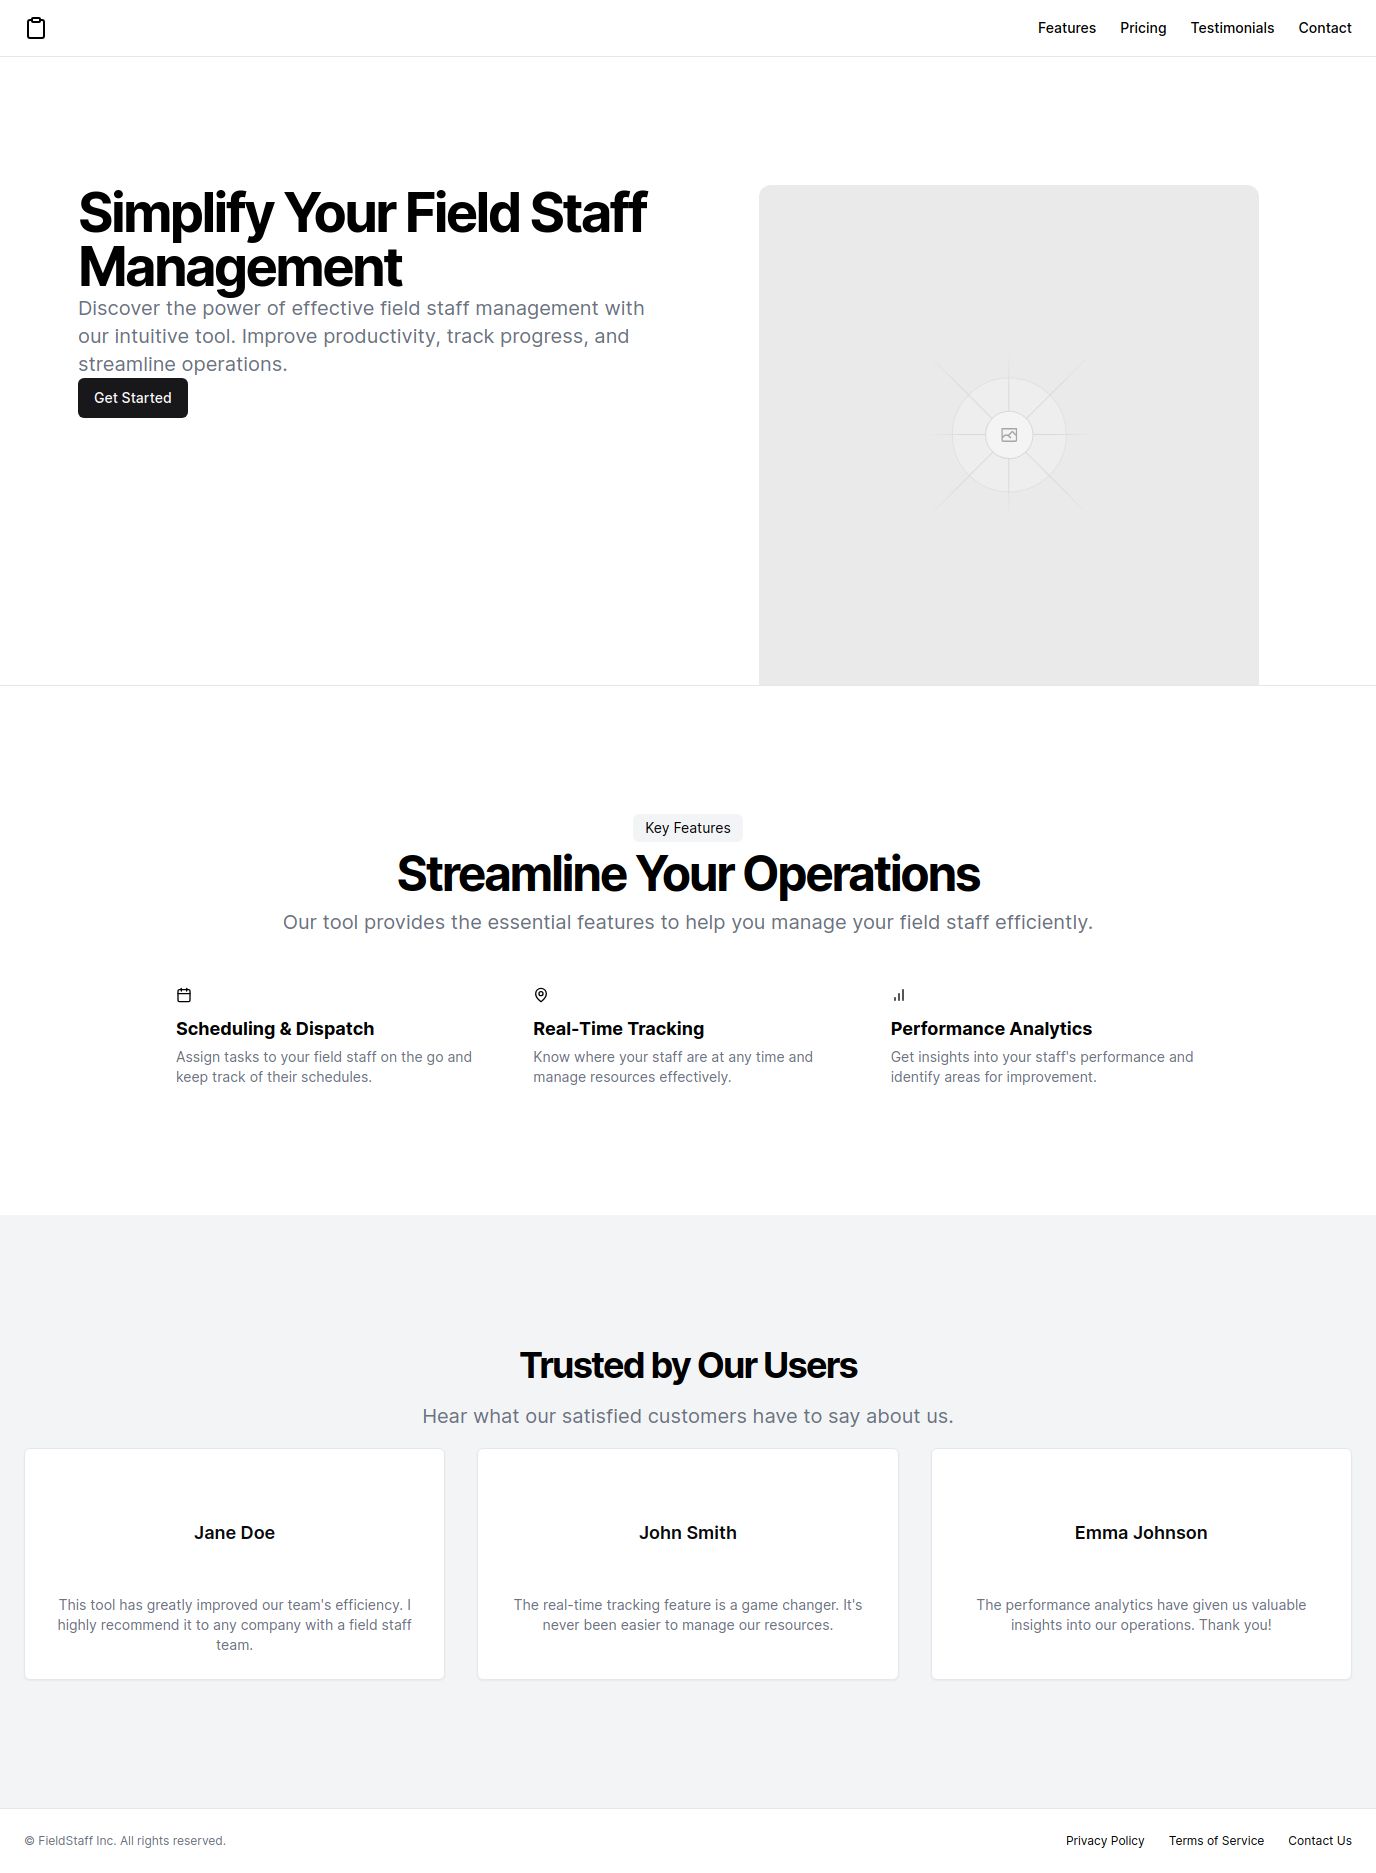 Features Pricing Testimonials Contact
Simplify Your Field Staff
Management
Discover the power of effective field staff management with
our intuitive tool. Improve productivity, track progress, and
streamline operations.
Get Started
Key Features
Streamline Your Operations
Our tool provides the essential features to help you manage your field staff efficiently.
Scheduling & Dispatch
Assign tasks to your field staff on the go and
keep track of their schedules.
Real-Time Tracking
Know where your staff are at any time and
manage resources effectively.
Performance Analytics
Get insights into your staff's performance and
identify areas for improvement.
Trusted by Our Users
Hear what our satisfied customers have to say about us.
Jane Doe
This tool has greatly improved our team's efficiency. I
highly recommend it to any company with a field staff
team.
John Smith
The real-time tracking feature is a game changer. It's
never been easier to manage our resources.
Emma Johnson
The performance analytics have given us valuable
insights into our operations. Thank you!
© FieldStaff Inc. All rights reserved.
Privacy Policy Terms of Service Contact Us